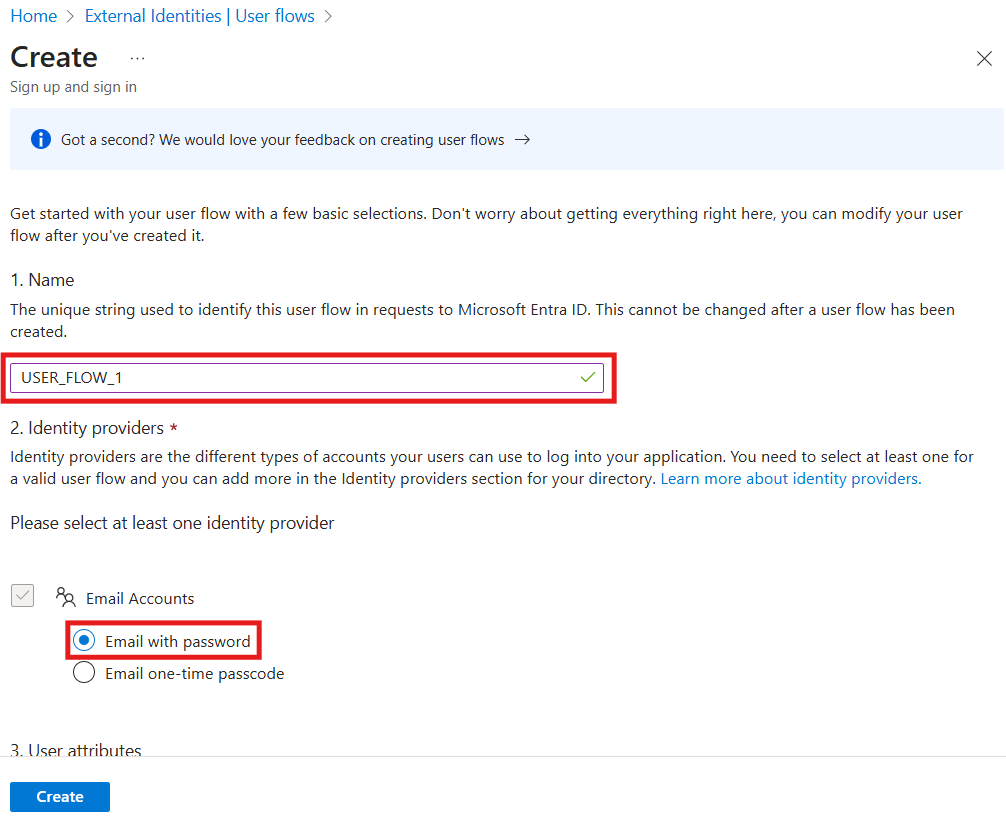 Home > External Identities | User flows >
Create ...
Sign up and sign in
Got a second? We would love your feedback on creating user flows →
Get started with your user flow with a few basic selections. Don't worry about getting everything right here, you can modify your user
flow after you've created it.
1. Name
The unique string used to identify this user flow in requests to Microsoft Entra ID. This cannot be changed after a user flow has been
created.
USER_FLOW_1
2. Identity providers *
Identity providers are the different types of accounts your users can use to log into your application. You need to select at least one for
a valid user flow and you can add more in the Identity providers section for your directory. Learn more about identity providers.
Please select at least one identity provider
Email Accounts
Email with password
Email one-time passcode
3. User attributes
Create